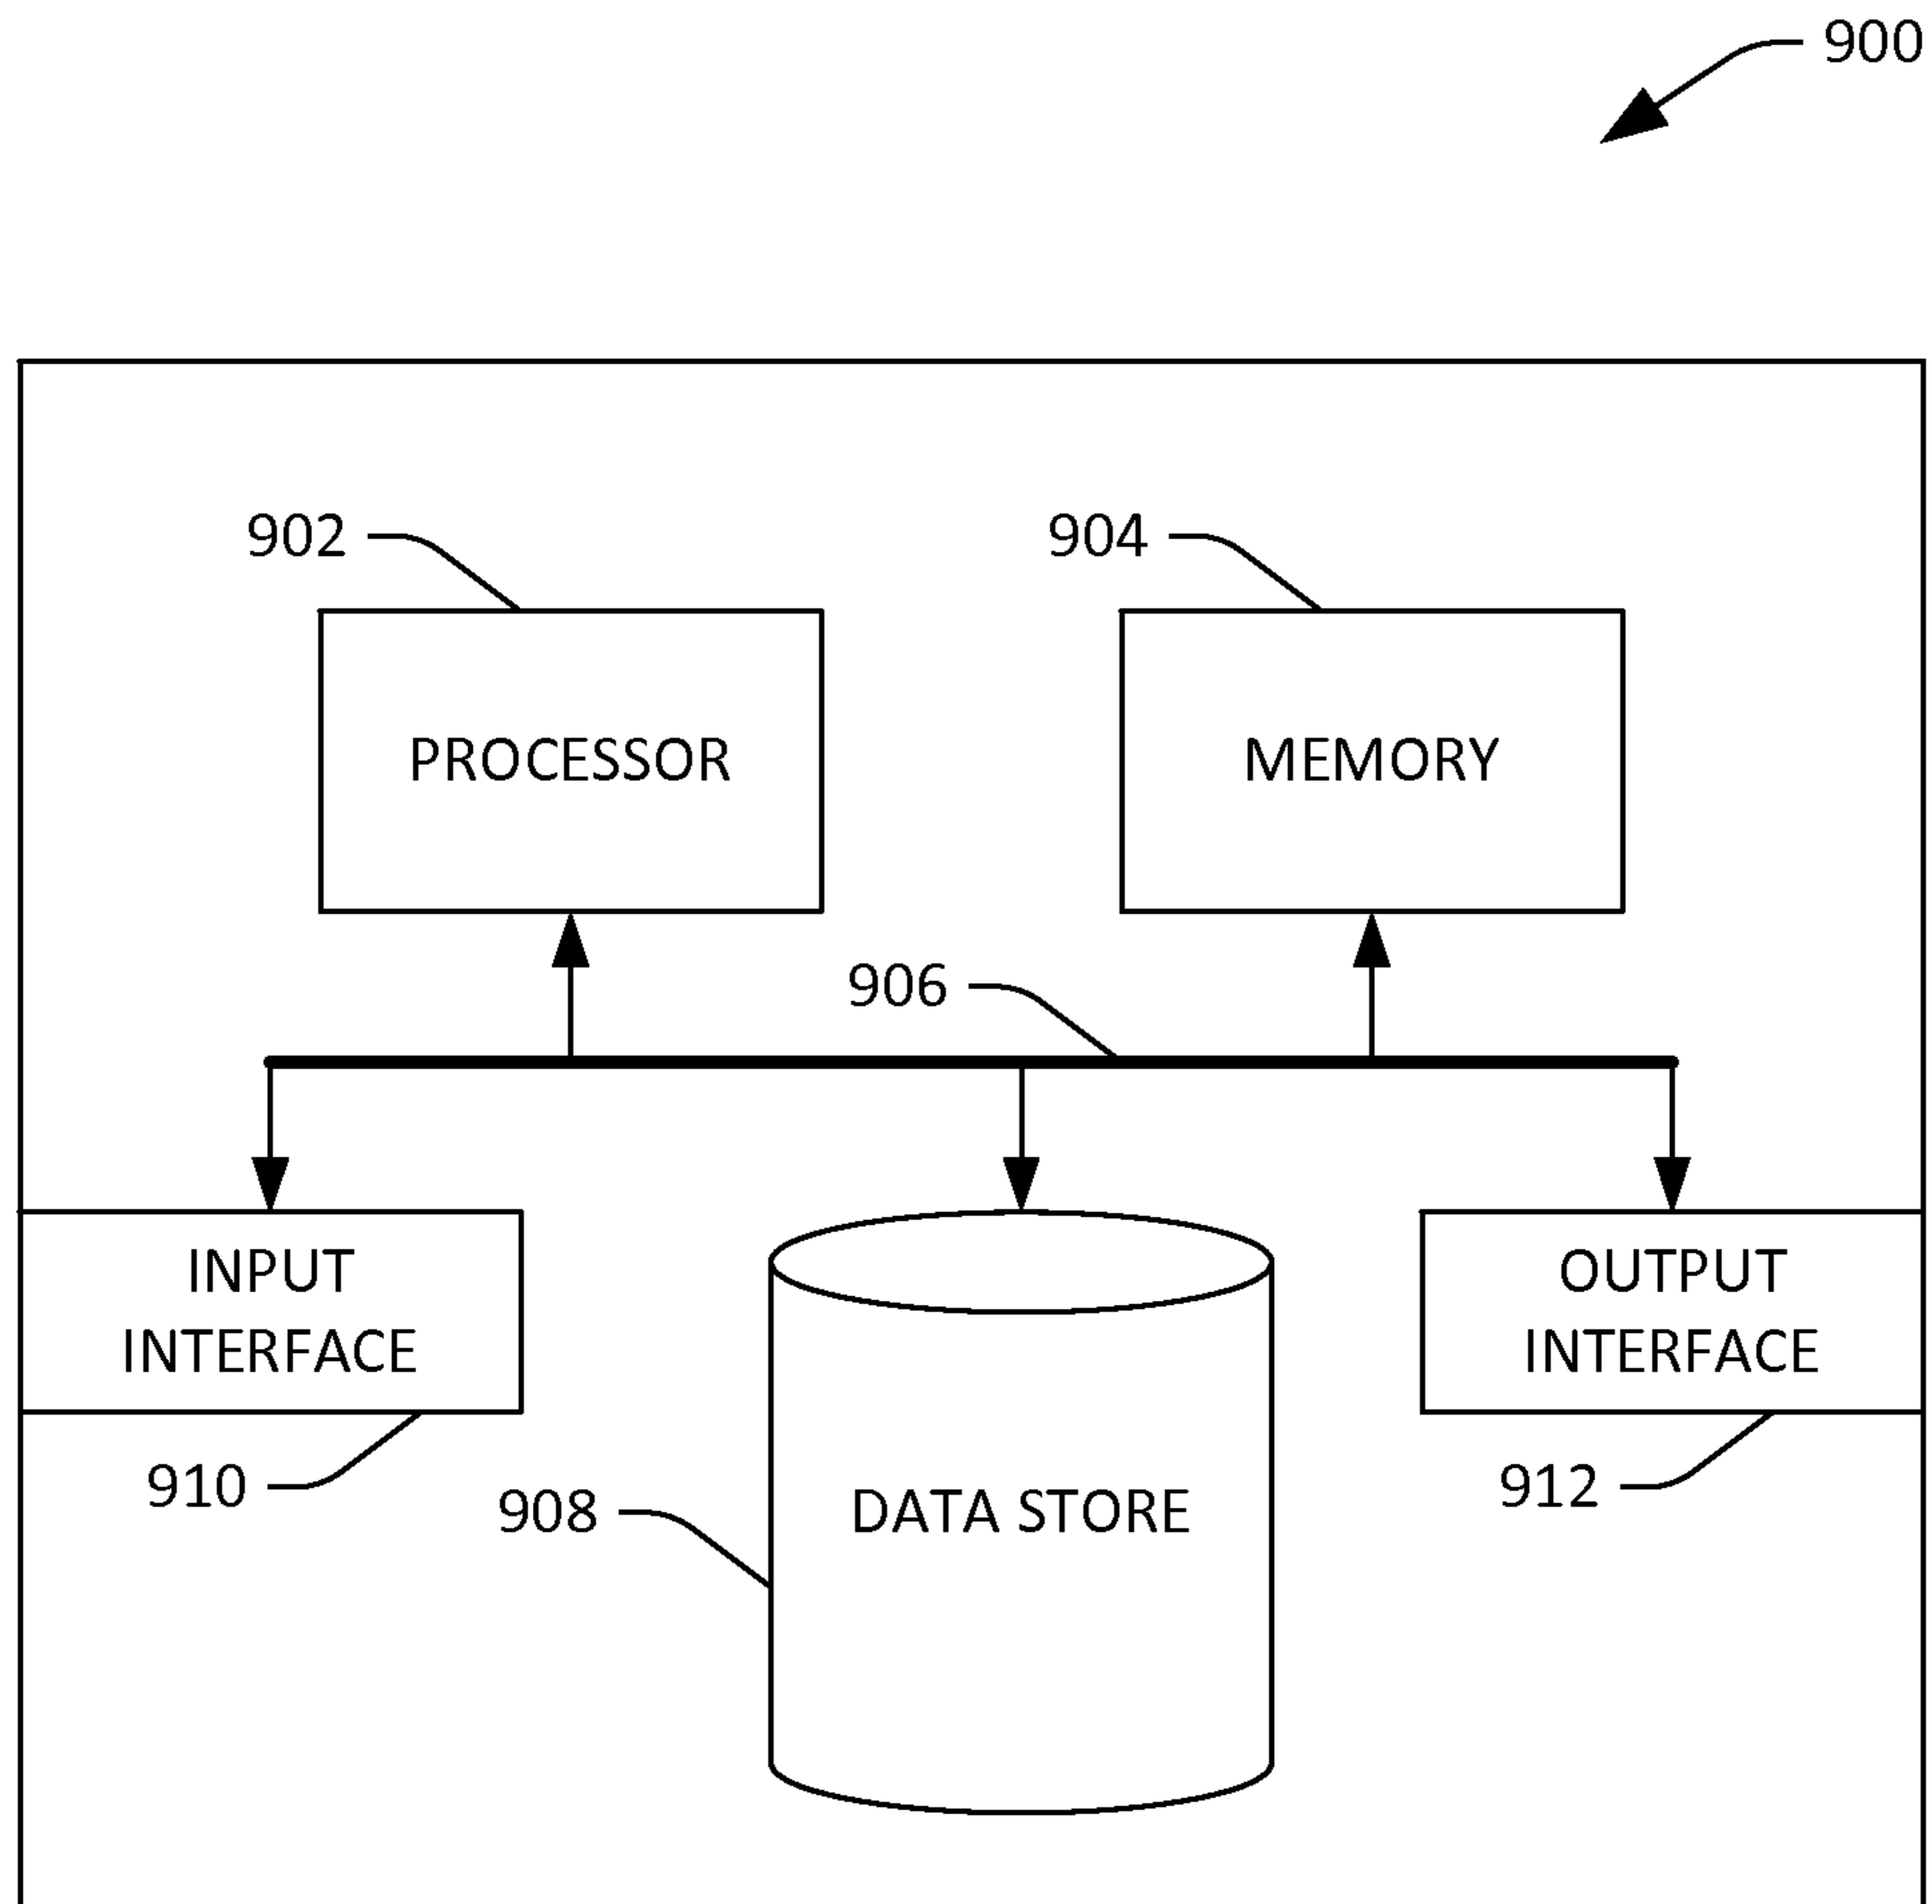 900
902
904
PROCESSOR
MEMORY
906
INPUT
INTERFACE
OUTPUT
INTERFACE
910
908
DATA STORE
912